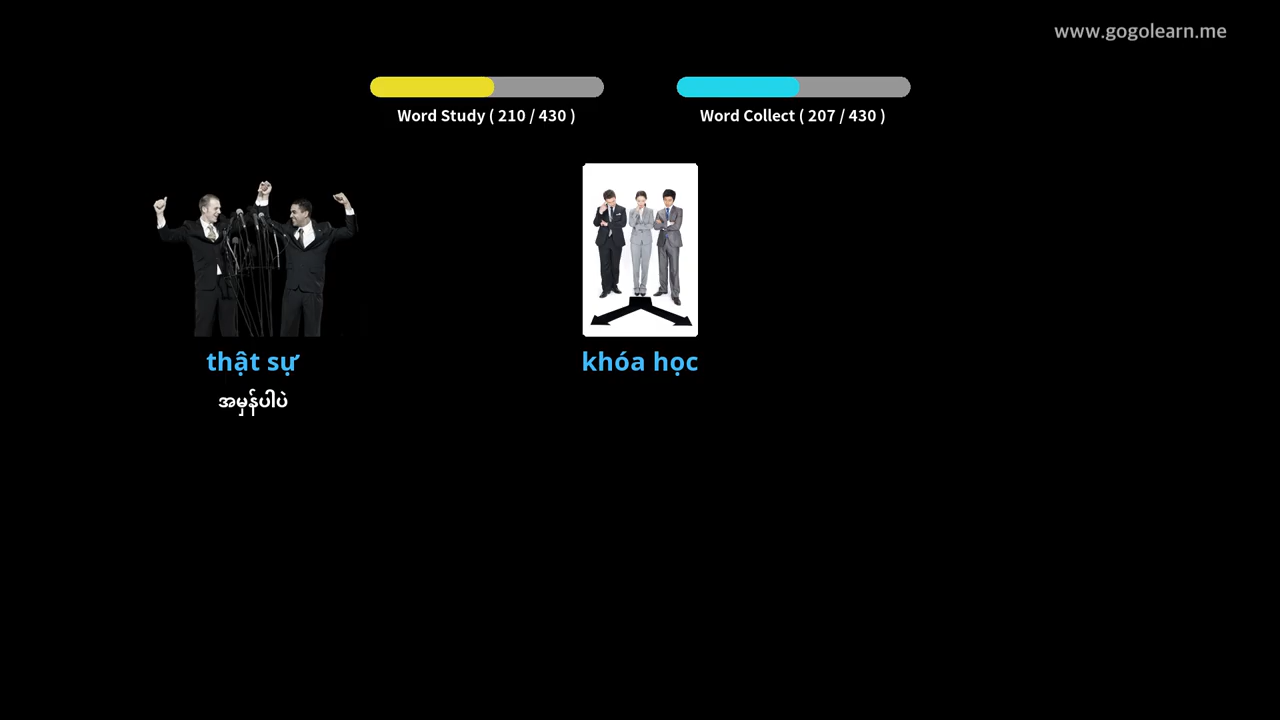 www.gogolearn.me
Word Study ( 210 / 430 )
Word Collect ( 207 / 430 )
thật sự
khóa học
အမှန်ပါပဲ